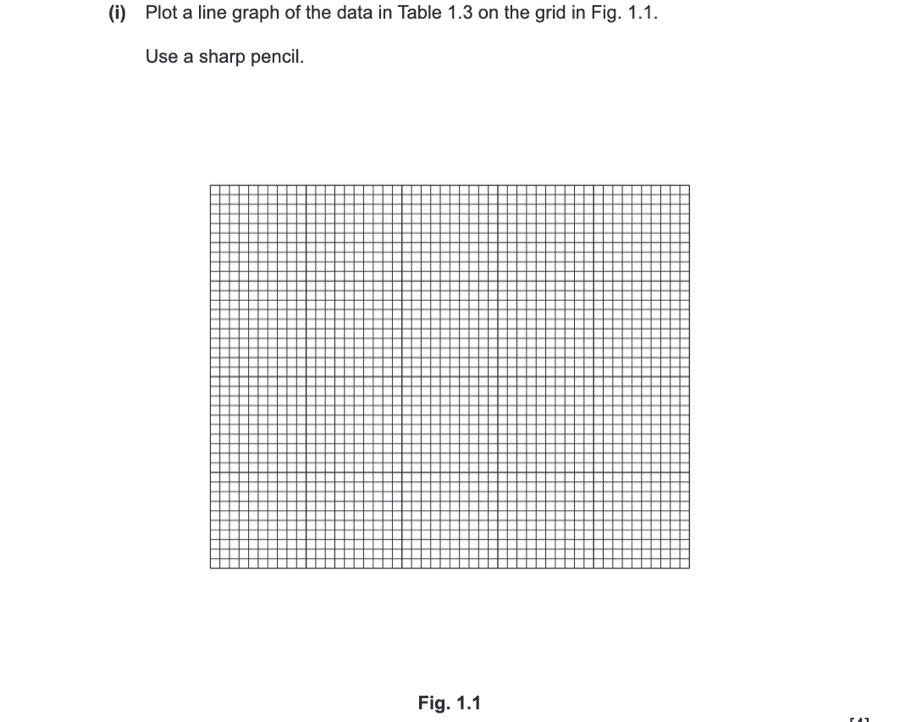 (i) Plot a line graph of the data in Table 1.3 on the grid in Fig. 1.1.
Use a sharp pencil.
Fig. 1.1